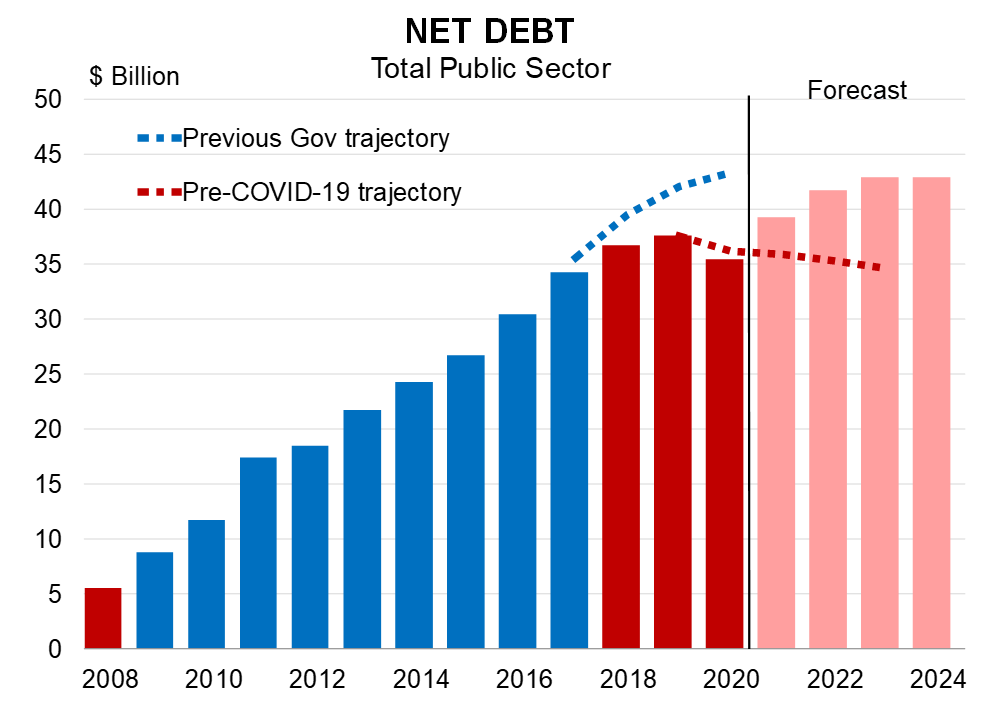 NET DEBT
Total Public Sector
$ Billion
Forecast
50
45
40
35
30
25
20
15
10
5
0
Previous Gov trajectory
Pre-COVID-19 trajectory
2008 2010 2012 2014 2016 2018 2020 2022 2024